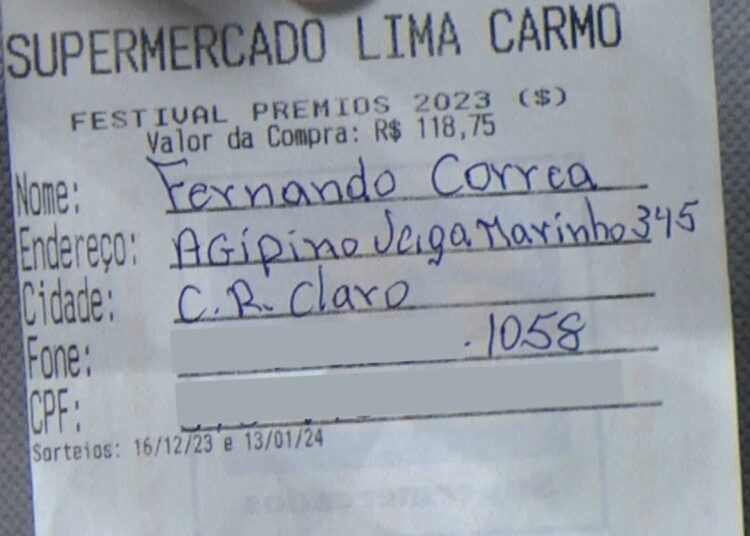 SUPERMERCADO LIMA CARMO
FESTIVAL PREMIOS 2023 ($)
Valor da Compra: R$ 118,75
Nome: Fernando Correa
Endereço: AGipino Veiga Marinho 345
Cidade: C.R. Claro
Fone: .1058
CPF:
Sorteios: 16/12/23 e 13/01/24